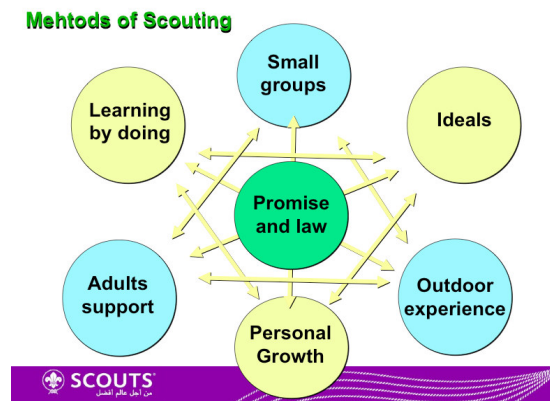 Mehtods of Scouting
Small
groups
Learning
by doing
Ideals
Promise
and law
Adults
support
Outdoor
experience
Personal
Growth
SCOUTS
من أجل عالم أفضل